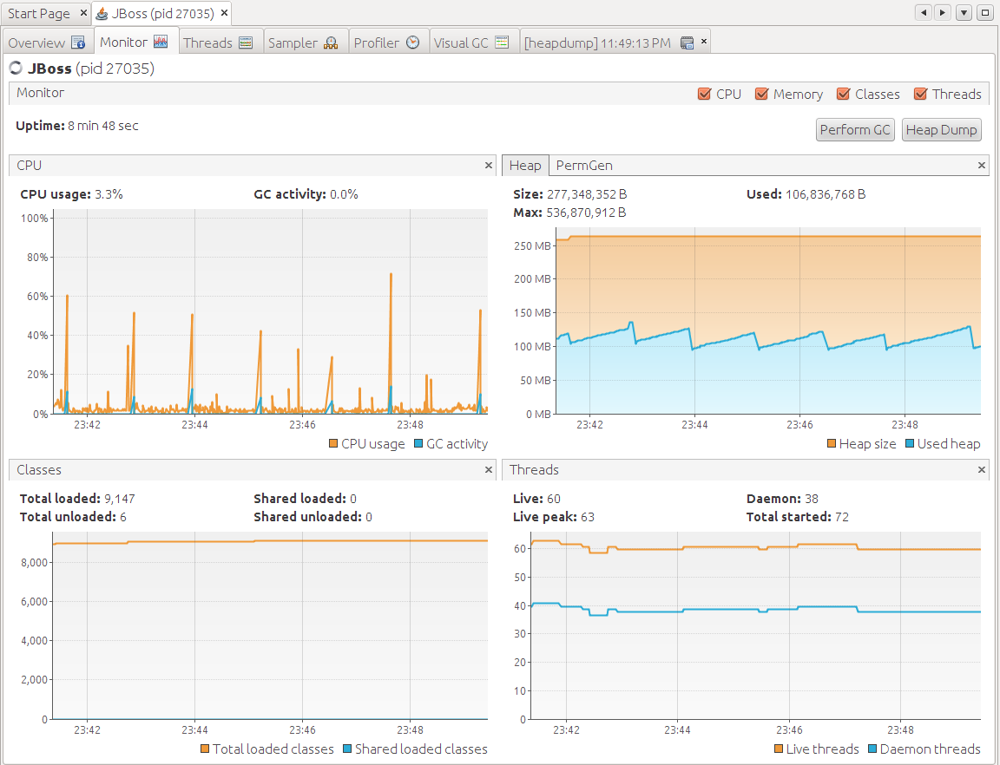 Start Page JBoss (pid 27035)
Overview Monitor Threads Sampler Profiler Visual GC [heapdump] 11:49:13 PM
JBoss (pid 27035)
Monitor CPU Memory Classes Threads
Uptime: 8 min 48 sec
Perform GC Heap Dump
CPU
CPU usage: 3.3% GC activity: 0.0%
100%
80%
60%
40%
20%
0%
23:42 23:44 23:46 23:48
CPU usage GC activity
Heap PermGen
Size: 277,348,352 B Used: 106,836,768 B
Max: 536,870,912 B
250 MB
200 MB
150 MB
100 MB
50 MB
0 MB
23:42 23:44 23:46 23:48
Heap size Used heap
Classes
Total loaded: 9,147 Shared loaded: 0
Total unloaded: 6 Shared unloaded: 0
8,000
6,000
4,000
2,000
0
23:42 23:44 23:46 23:48
Total loaded classes Shared loaded classes
Threads
Live: 60 Daemon: 38
Live peak: 63 Total started: 72
60
50
40
30
20
10
0
23:42 23:44 23:46 23:48
Live threads Daemon threads